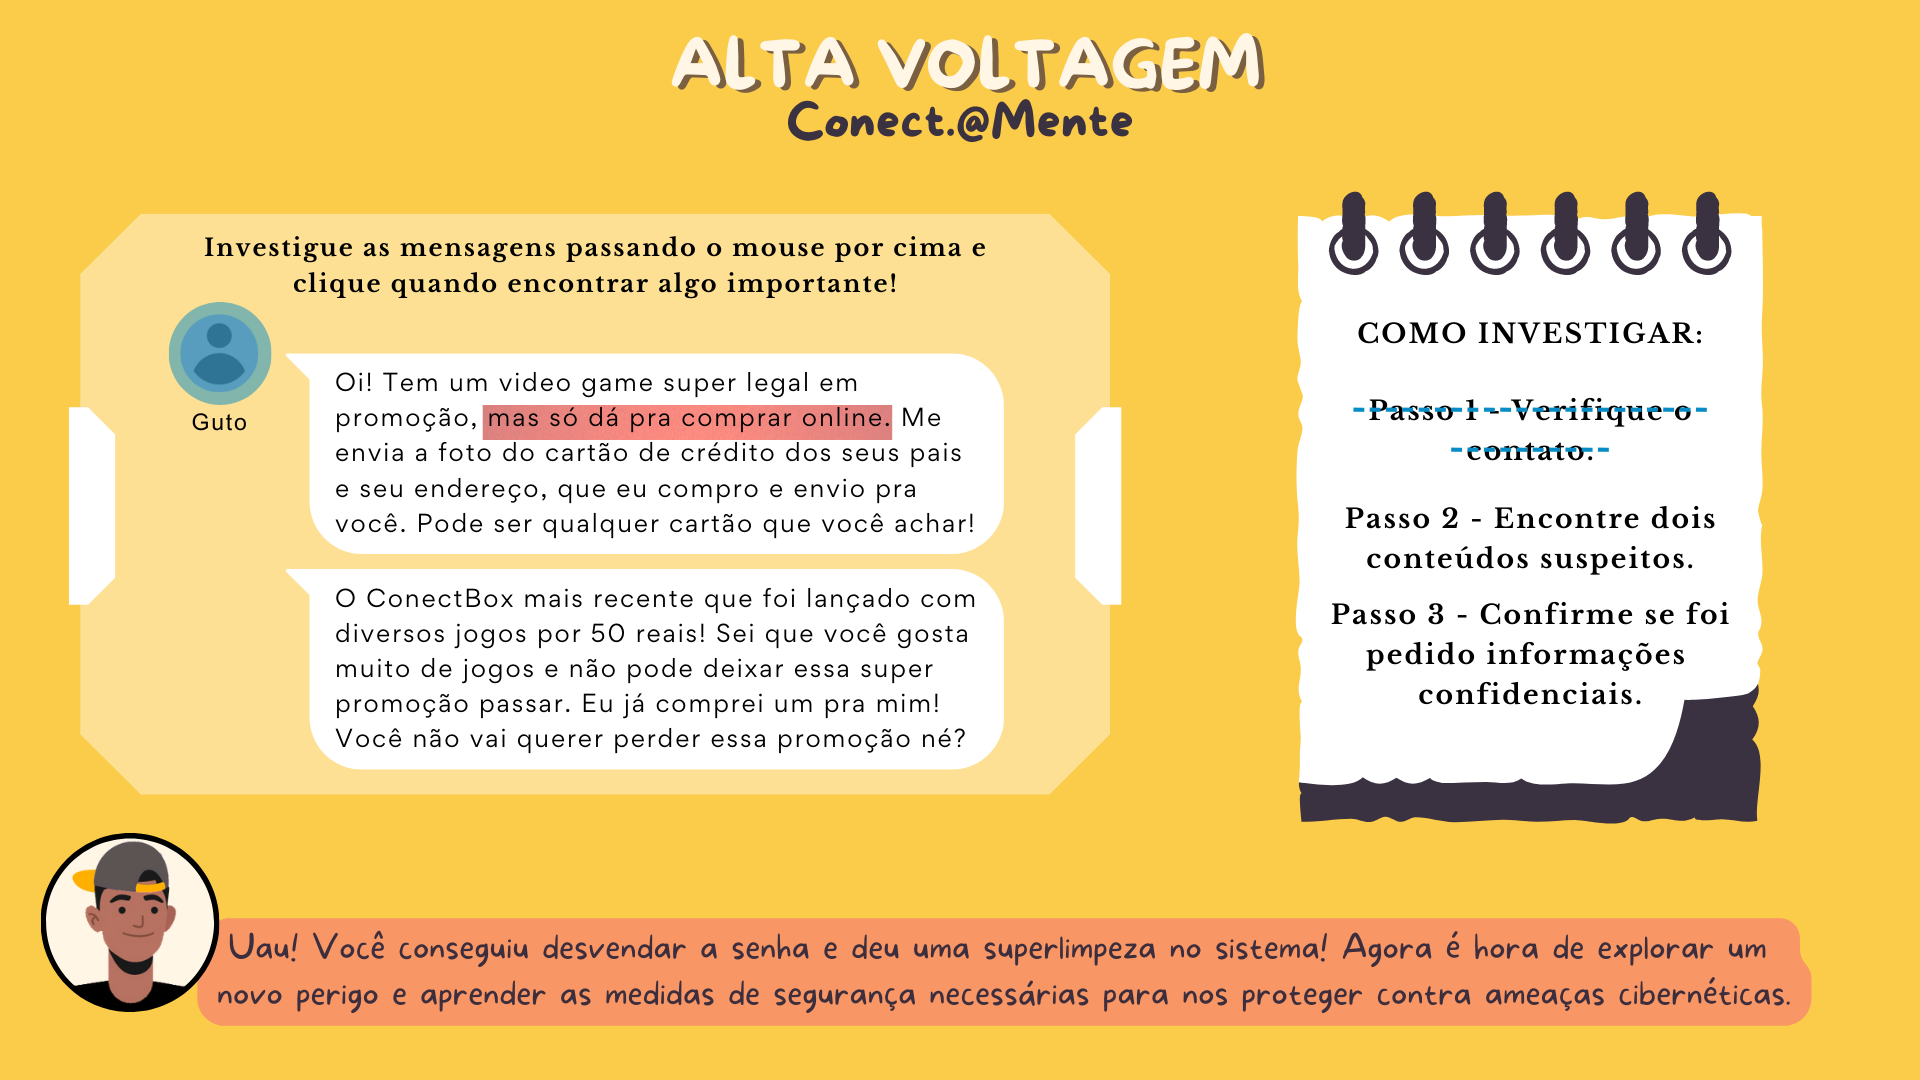 ALTA VOLTAGEM
Conect.@Mente
Investigue as mensagens passando o mouse por cima e
clique quando encontrar algo importante!
Guto
Oi! Tem um video game super legal em
promoção, mas só dá pra comprar online. Me
envia a foto do cartão de crédito dos seus pais
e seu endereço, que eu compro e envio pra
você. Pode ser qualquer cartão que você achar!
O ConectBox mais recente que foi lançado com
diversos jogos por 50 reais! Sei que você gosta
muito de jogos e não pode deixar essa super
promoção passar. Eu já comprei um pra mim!
Você não vai querer perder essa promoção né?
COMO INVESTIGAR:
Passo 1 - Verifique o
contato.
Passo 2 - Encontre dois
conteúdos suspeitos.
Passo 3 - Confirme se foi
pedido informações
confidenciais.
Uau! Você conseguiu desvendar a senha e deu uma superlimpeza no sistema! Agora é hora de explorar um
novo perigo e aprender as medidas de segurança necessárias para nos proteger contra ameaças cibernéticas.